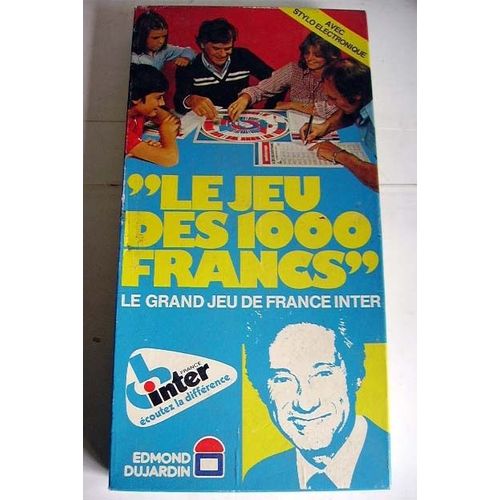 AVEC
STYLO ELECTRONIQUE
"LE JEU
DES 1000
FRANCS"
LE GRAND JEU DE FRANCE INTER
FRANCE
inter
écoutez la différence
EDMOND
DUJARDIN